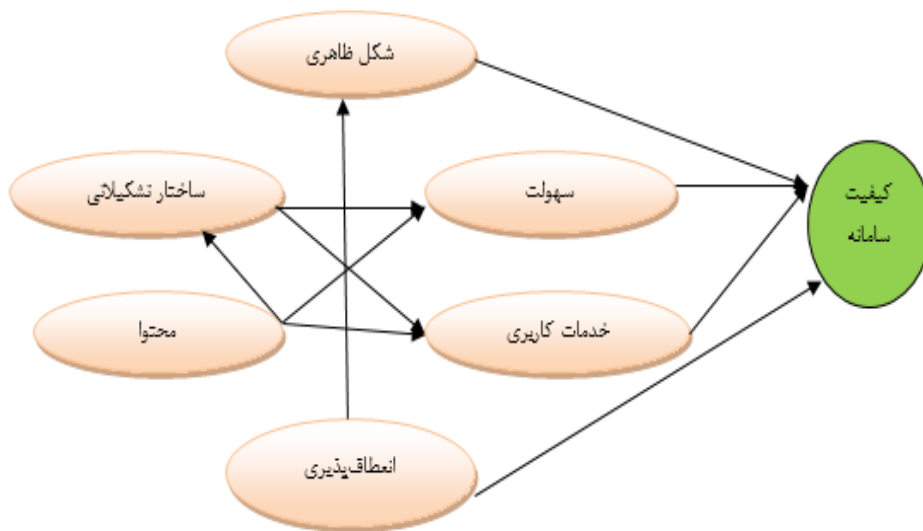 شکل ظاهری
ساختار تشکیلاتی
سهولت
کیفیت
سامانه
محتوا
خدمات کاربری
انعطاف‌پذیری